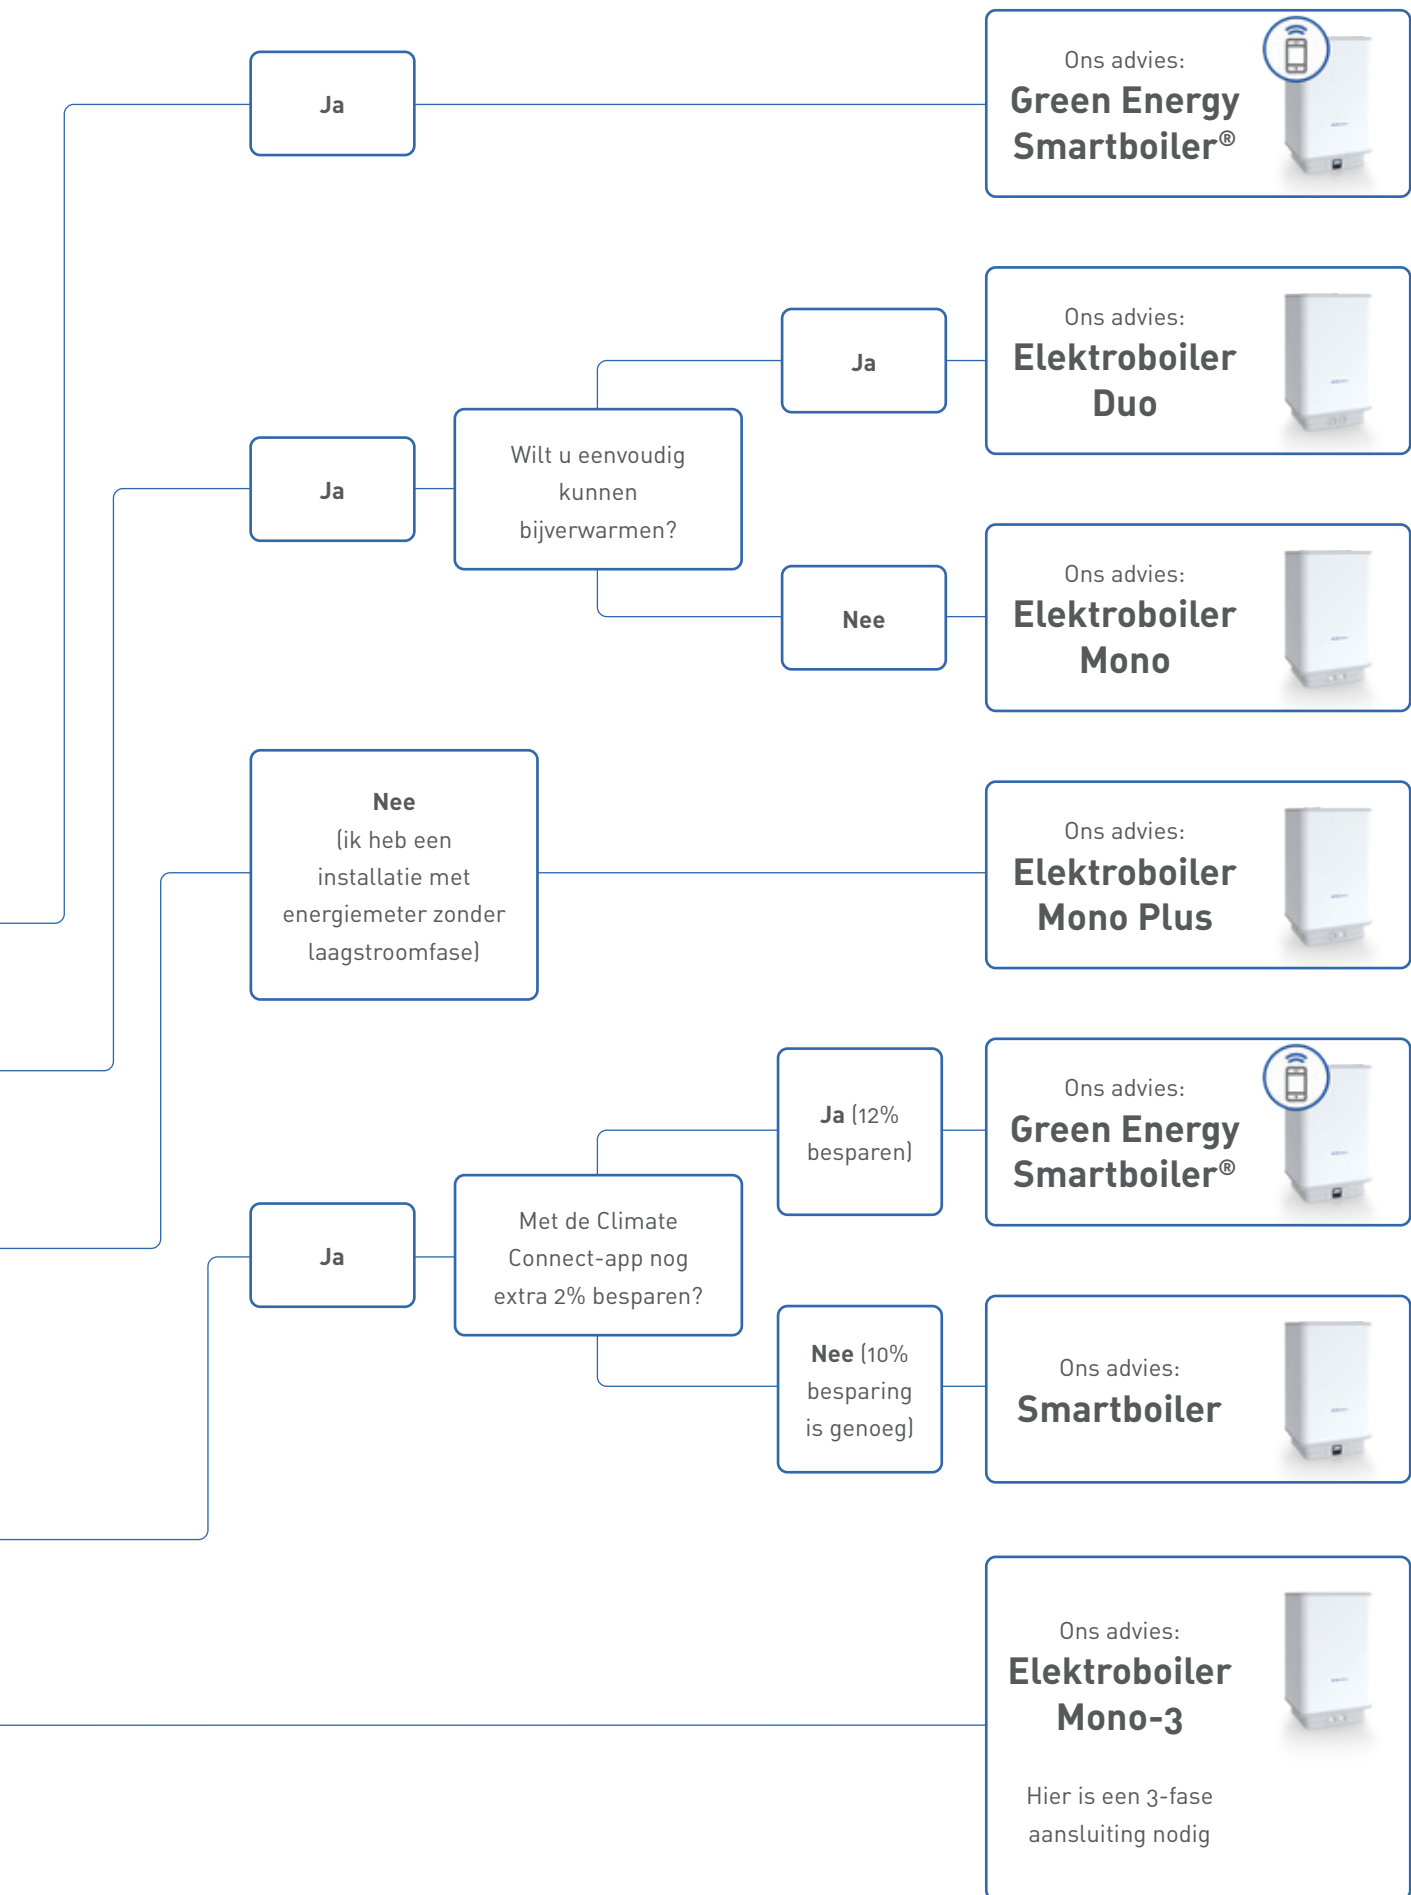 Ja
Ons advies:
Green Energy
Smartboiler®
Ja
Wilt u eenvoudig
kunnen
bijverwarmen?
Ja
Ons advies:
Elektroboiler
Duo
Nee
Ons advies:
Elektroboiler
Mono
Nee
(ik heb een
installatie met
energiemeter zonder
laagstroomfase)
Ons advies:
Elektroboiler
Mono Plus
Ja
Met de Climate
Connect-app nog
extra 2% besparen?
Ja (12%
besparen)
Ons advies:
Green Energy
Smartboiler®
Nee (10%
besparing
is genoeg)
Ons advies:
Smartboiler
Ons advies:
Elektroboiler
Mono-3
Hier is een 3-fase
aansluiting nodig